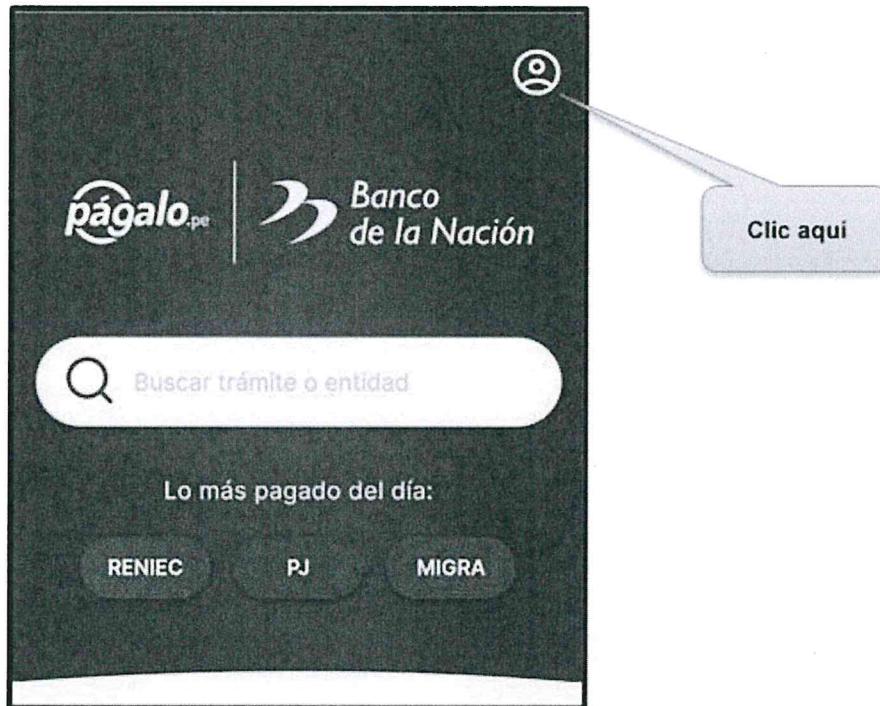 págalo.pe
Banco
de la Nación
Clic aquí
Buscar trámite o entidad
Lo más pagado del día:
RENIEC PJ MIGRA